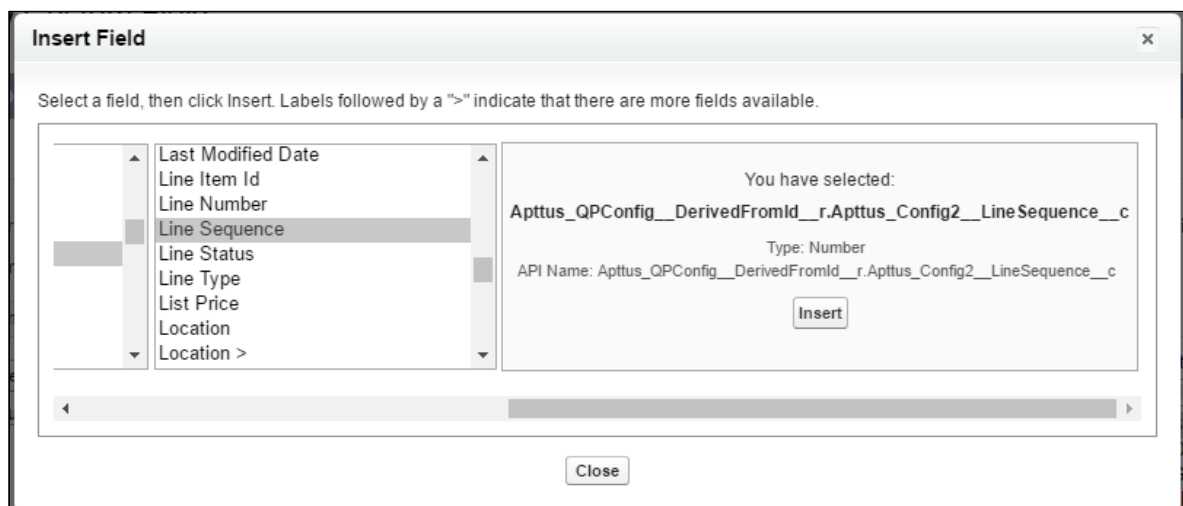 Insert Field
×
Select a field, then click Insert. Labels followed by a ">" indicate that there are more fields available.
Last Modified Date
Line Item Id
Line Number
Line Sequence
Line Status
Line Type
List Price
Location
Location >
You have selected:
Apttus_QPConfig__DerivedFromId__r.Apttus_Config2__LineSequence__c
Type: Number
API Name: Apttus_QPConfig__DerivedFromId__r.Apttus_Config2__LineSequence__c
Insert
Close